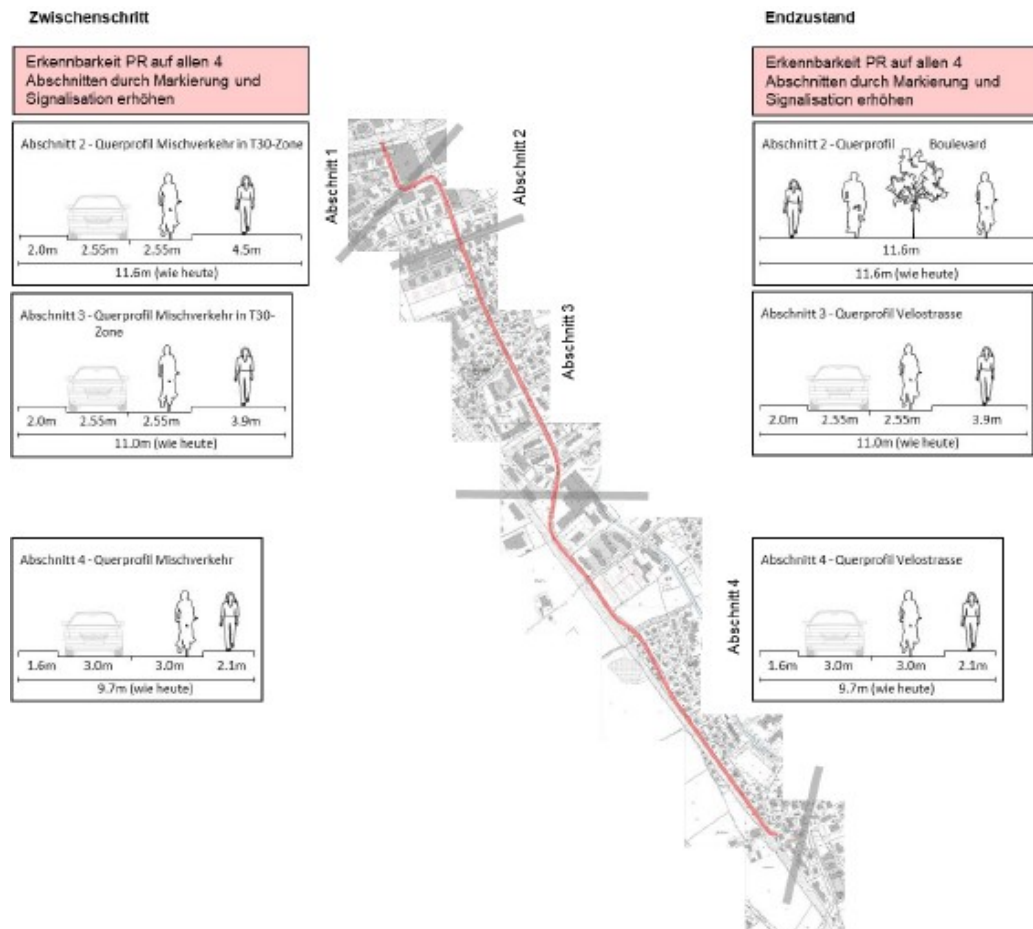 Zwischenschritt
Erkennbarkeit PR auf allen 4
Abschnitten durch Markierung und
Signalisation erhöhen
Abschnitt 2 - Querprofil Mischverkehr in T30-Zone
2.0m 2.55m 2.55m 4.5m
11.6m (wie heute)
Abschnitt 3 - Querprofil Mischverkehr in T30-
Zone
2.0m 2.55m 2.55m 3.9m
11.0m (wie heute)
Abschnitt 4 - Querprofil Mischverkehr
1.6m 3.0m 3.0m 2.1m
9.7m (wie heute)
Abschnitt 1
Abschnitt 2
Abschnitt 3
Abschnitt 4
Endzustand
Erkennbarkeit PR auf allen 4
Abschnitten durch Markierung und
Signalisation erhöhen
Abschnitt 2 - Querprofil Boulevard
11.6m
11.6m (wie heute)
Abschnitt 3 - Querprofil Velostrasse
2.0m 2.55m 2.55m 3.9m
11.0m (wie heute)
Abschnitt 4 - Querprofil Velostrasse
1.6m 3.0m 3.0m 2.1m
9.7m (wie heute)